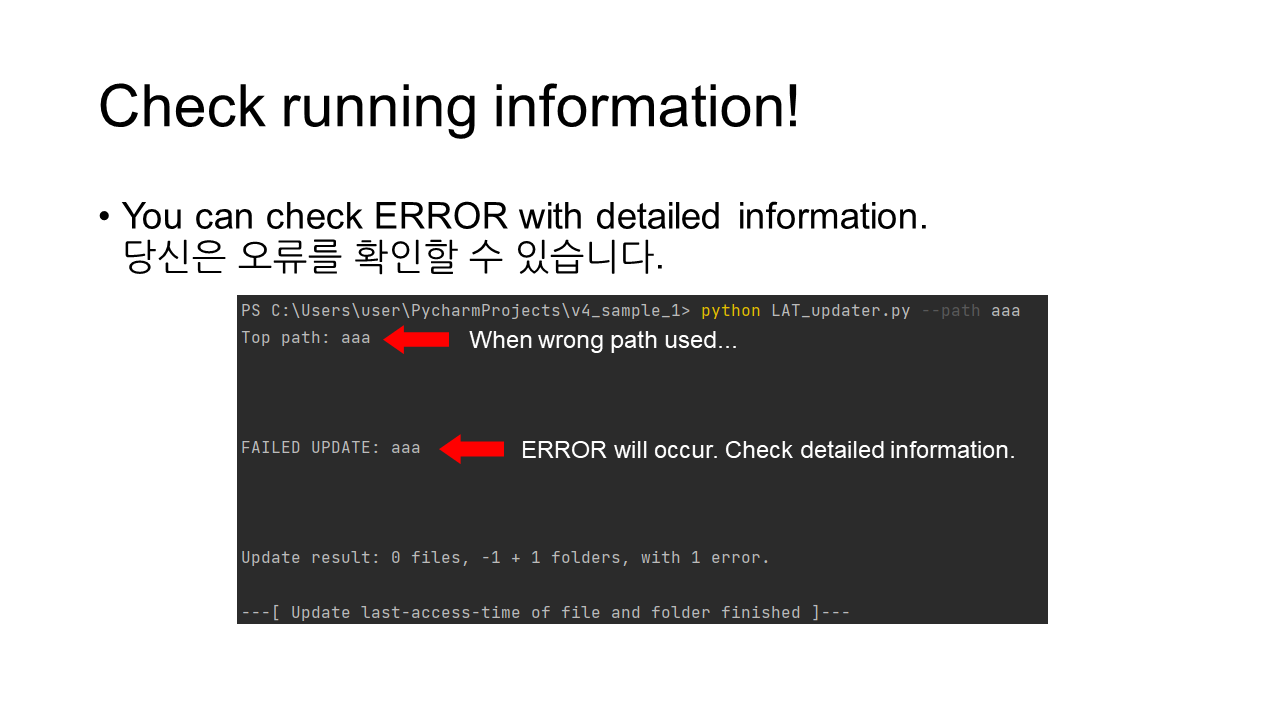 Check running information!
• You can check ERROR with detailed information.
당신은 오류를 확인할 수 있습니다.
PS C:\Users\user\PycharmProjects\v4_sample_1> python LAT_updater.py --path aaa
Top path: aaa
When wrong path used...
FAILED UPDATE: aaa
ERROR will occur. Check detailed information.
Update result: 0 files, -1 + 1 folders, with 1 error.
---[ Update last-access-time of file and folder finished ]---